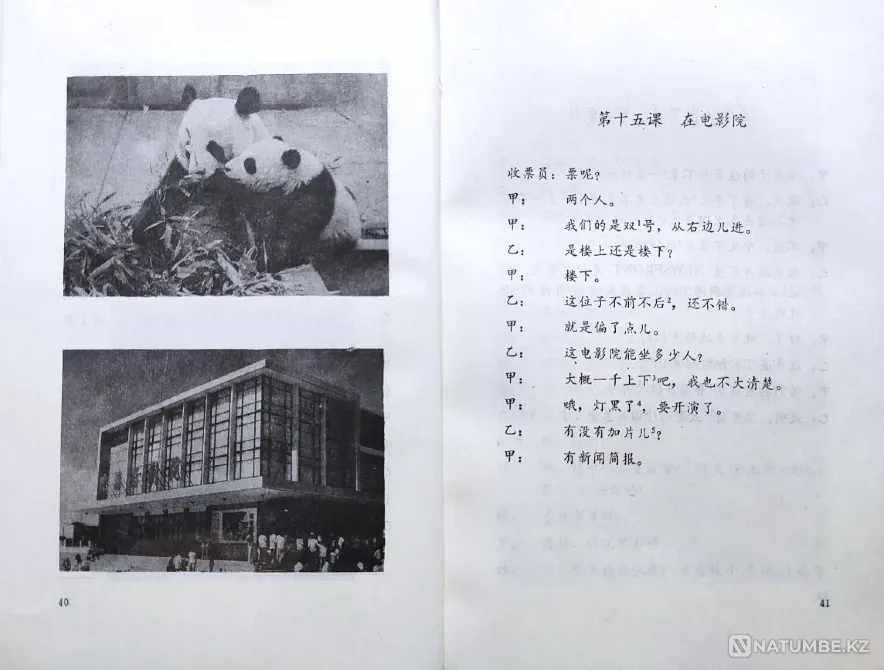 第十五课 在电影院
收票员：票呢？
甲：两个人。
甲：我们的是双¹号，从右边儿进。
乙：是楼上还是楼下？
甲：楼下。
乙：这位子不前不后²，还不错。
甲：就是偏了点儿。
乙：这电影院能坐多少人？
甲：大概一千上下³吧，我也不大清楚。
甲：哦，灯黑了⁴，要开演了。
乙：有没有加片儿⁵？
甲：有新闻简报。
40
41
NATUMBE.KZ